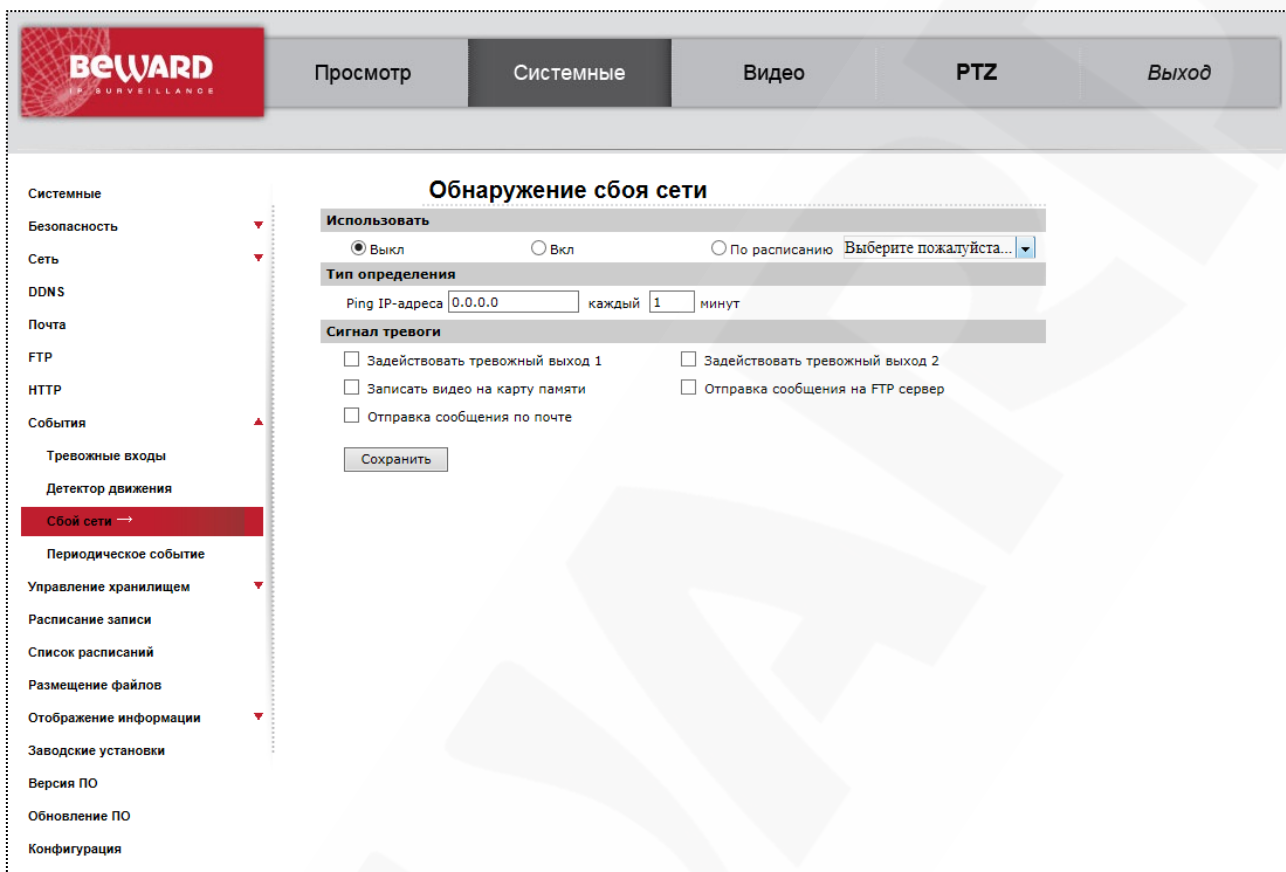 BEWARD
IP SURVEILLANCE
Просмотр
Системные
Видео
PTZ
Выход
Системные
Безопасность
Сеть
DDNS
Почта
FTP
HTTP
События
Тревожные входы
Детектор движения
Сбой сети →
Периодическое событие
Управление хранилищем
Расписание записи
Список расписаний
Размещение файлов
Отображение информации
Заводские установки
Версия ПО
Обновление ПО
Конфигурация
Обнаружение сбоя сети
Использовать
Выкл Вкл По расписанию Выберите пожалуйста...
Тип определения
Ping IP-адреса 0.0.0.0 каждый 1 минут
Сигнал тревоги
Задействовать тревожный выход 1 Задействовать тревожный выход 2
Записать видео на карту памяти Отправка сообщения на FTP сервер
Отправка сообщения по почте
Сохранить